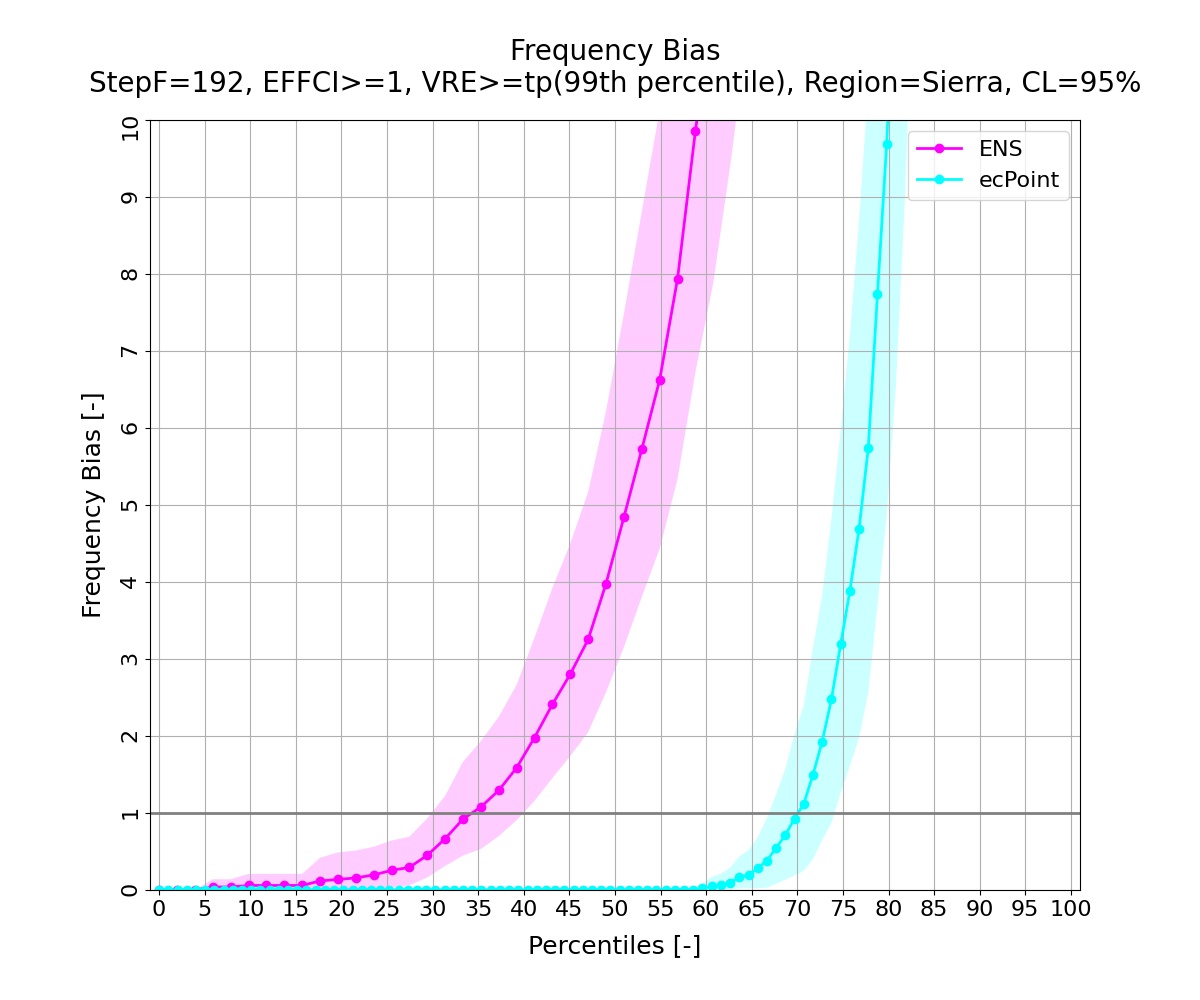 Frequency Bias
StepF=192, EFFCI>=1, VRE>=tp(99th percentile), Region=Sierra, CL=95%
ENS
ecPoint
Frequency Bias [-]
10
9
8
7
6
5
4
3
2
1
0
0 5 10 15 20 25 30 35 40 45 50 55 60 65 70 75 80 85 90 95 100
Percentiles [-]